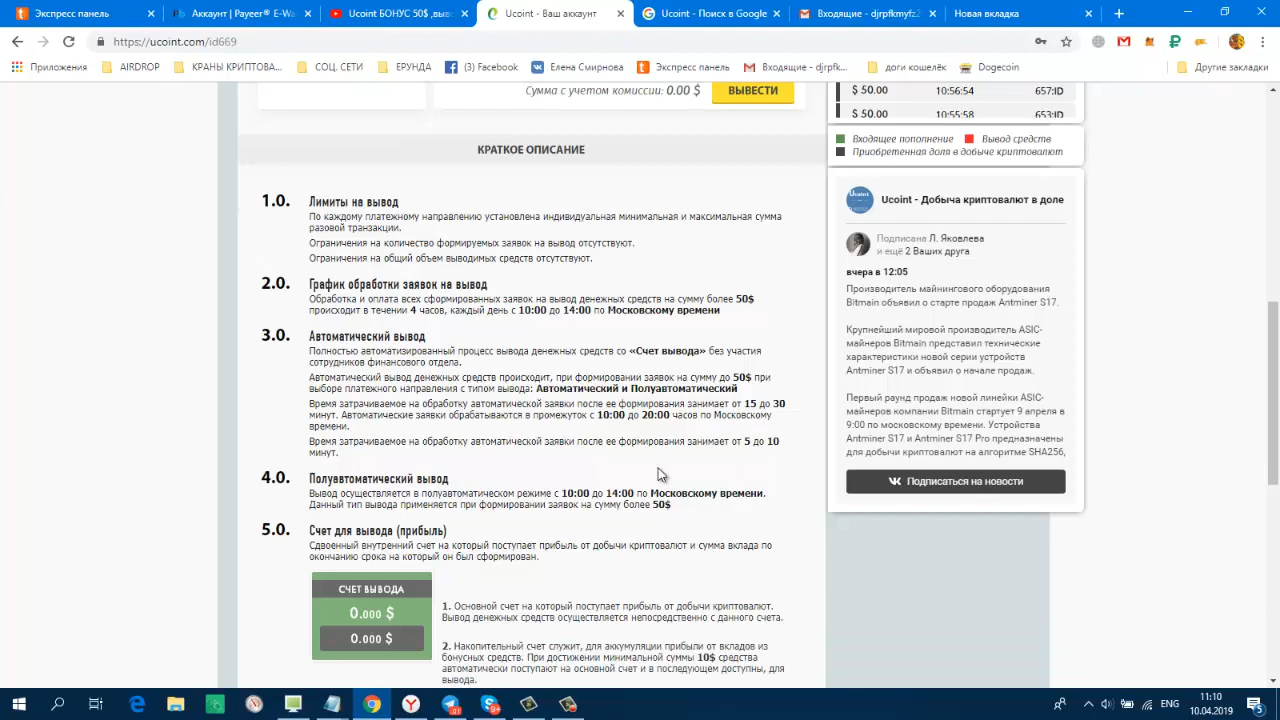 Экспресс панель
Аккаунт | Payeer® E-Wa
Ucoint БОНУС 50$ ,выв
Ucoint - Ваш аккаунт
Ucoint - Поиск в Google
Входящие - djrpfkmyfz2
Новая вкладка
https://ucoint.com/id669
Приложения
AIRDROP
КРАНЫ КРИПТОВА...
СОЦ. СЕТИ
ЕРУНДА
(3) Facebook
Елена Смирнова
Экспресс панель
Входящие - djrpfk...
доги кошелёк
Dogecoin
Другие закладки
Сумма с учетом комиссии: 0.00 $
ВЫВЕСТИ
КРАТКОЕ ОПИСАНИЕ
1.0. Лимиты на вывод
По каждому платежному направлению установлена индивидуальная минимальная и максимальная сумма
разовой транзакции.
Ограничения на количество формируемых заявок на вывод отсутствуют.
Ограничения на общий объем выводимых средств отсутствуют.
2.0. График обработки заявок на вывод
Обработка и оплата всех сформированных заявок на вывод денежных средств на сумму более 50$
происходит в течении 4 часов, каждый день с 10:00 до 14:00 по Московскому времени
3.0. Автоматический вывод
Полностью автоматизированный процесс вывода денежных средств со «Счет вывода» без участия
сотрудников финансового отдела.
Автоматический вывод денежных средств происходит, при формировании заявок на сумму до 50$ при
выборе платежного направления с типом вывода: Автоматический и Полуавтоматический
Время затрачиваемое на обработку автоматической заявки после ее формирования занимает от 15 до 30
минут. Автоматические заявки обрабатываются в промежуток с 10:00 до 20:00 часов по Московскому
времени.
Время затрачиваемое на обработку автоматической заявки после ее формирования занимает от 5 до 10
минут.
4.0. Полуавтоматический вывод
Вывод осуществляется в полуавтоматическом режиме с 10:00 до 14:00 по Московскому времени.
Данный тип вывода применяется при формировании заявок на сумму более 50$
5.0. Счет для вывода (прибыль)
Сдвоенный внутренний счет на который поступает прибыль от добычи криптовалют и сумма вклада по
окончанию срока на который он был сформирован.
СЧЕТ ВЫВОДА
0.000 $
0.000 $
1. Основной счет на который поступает прибыль от добычи криптовалют.
Вывод денежных средств осуществляется непосредственно с данного счета.
2. Накопительный счет служит, для аккумуляции прибыли от вкладов из
бонусных средств. При достижении минимальной суммы 10$ средства
автоматически поступают на основной счет и в последующем доступны, для
вывода.
$ 50.00 10:56:54 657:ID
$ 50.00 10:55:58 653:ID
Входящее пополнение
Вывод средств
Приобретенная доля в добыче криптовалют
Ucoint
Ucoint - Добыча криптовалют в доле
Подписана Л. Яковлева
и ещё 2 Ваших друга
вчера в 12:05
Производитель майнингового оборудования
Bitmain объявил о старте продаж Antminer S17.
Крупнейший мировой производитель ASIC-
майнеров Bitmain представил технические
характеристики новой серии устройств
Antminer S17 и объявил о начале продаж.
Первый раунд продаж новой линейки ASIC-
майнеров компании Bitmain стартует 9 апреля в
9:00 по московскому времени. Устройства
Antminer S17 и Antminer S17 Pro предназначены
для добычи криптовалют на алгоритме SHA256,
Подписаться на новости
ENG
11:10
10.04.2019